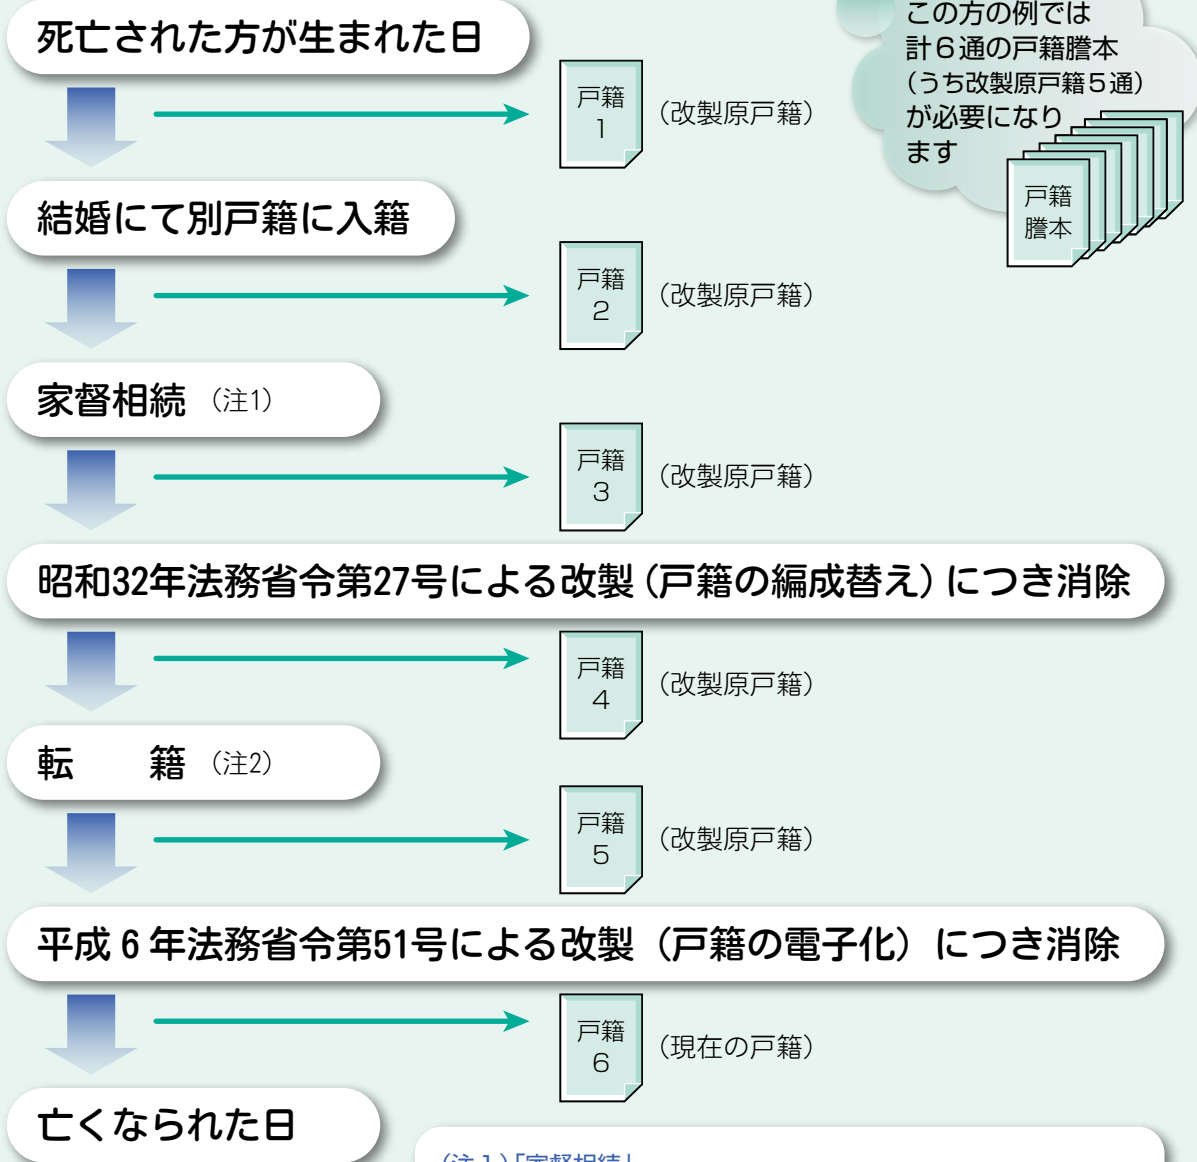 この方の例では
計６通の戸籍謄本
（うち改製原戸籍５通）
が必要になり
ます
戸籍
謄本
死亡された方が生まれた日
戸籍
1
（改製原戸籍）
結婚にて別戸籍に入籍
戸籍
2
（改製原戸籍）
家督相続（注1）
戸籍
3
（改製原戸籍）
昭和32年法務省令第27号による改製（戸籍の編成替え）につき消除
戸籍
4
（改製原戸籍）
転　　籍（注2）
戸籍
5
（改製原戸籍）
平成６年法務省令第51号による改製（戸籍の電子化）につき消除
戸籍
6
（現在の戸籍）
亡くなられた日
（注１）「家督相続」